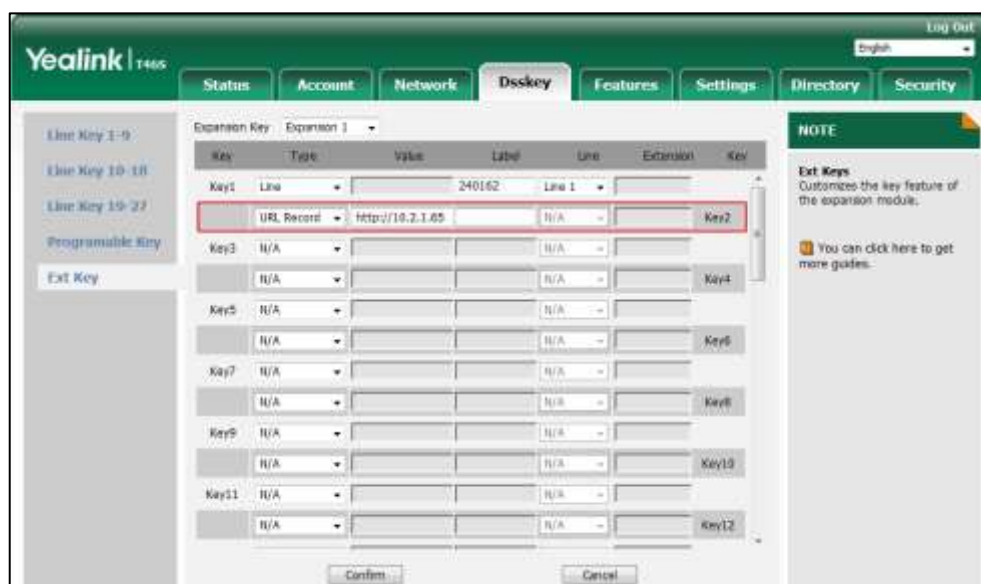 Log Out
Yealink T46S
English
Status Account Network Dsskey Features Settings Directory Security
Line Key 1-9
Line Key 10-18
Line Key 19-27
Programable Key
Ext Key
Expansion Key Expansion 1
Key Type Value Label Line Extension Key
Key1 Line 240162 Line 1
URL Record http://10.2.1.65 N/A Key2
Key3 N/A N/A
N/A N/A Key4
Key5 N/A N/A
N/A N/A Key6
Key7 N/A N/A
N/A N/A Key8
Key9 N/A N/A
N/A N/A Key10
Key11 N/A N/A
N/A N/A Key12
Confirm Cancel
NOTE
Ext Keys
Customizes the key feature of
the expansion module.
You can click here to get
more guides.